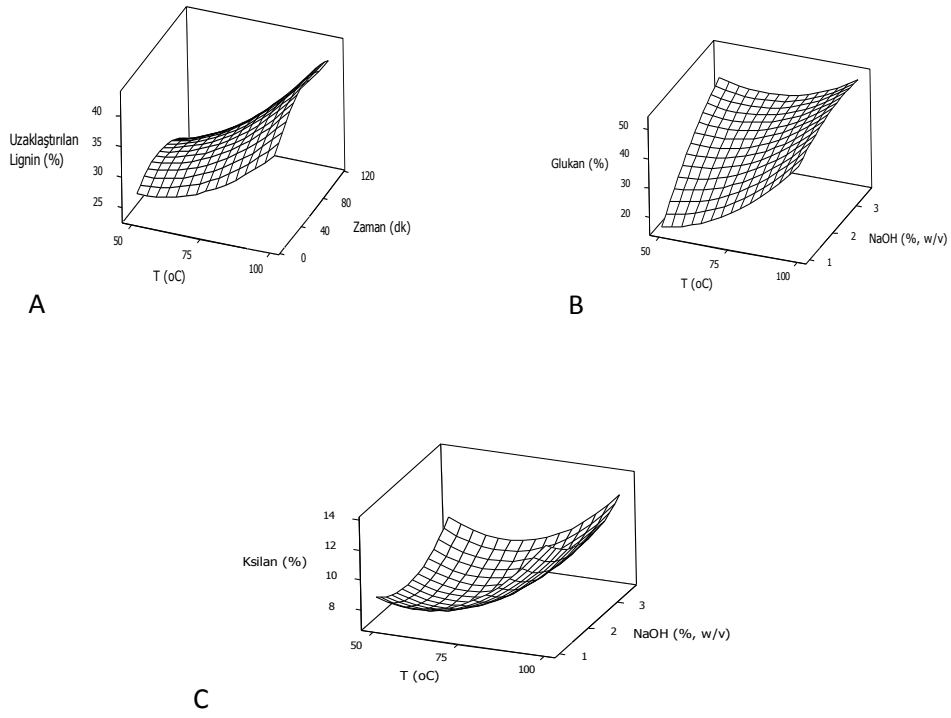 40
35
30
25
Uzaklaştırılan
Lignin (%)
50
75
100
T (oC)
0
40
80
120
Zaman (dk)
A
50
40
30
20
Glukan (%)
50
75
100
T (oC)
1
2
3
NaOH (%, w/v)
B
14
12
10
8
Ksilan (%)
50
75
100
T (oC)
1
2
3
NaOH (%, w/v)
C